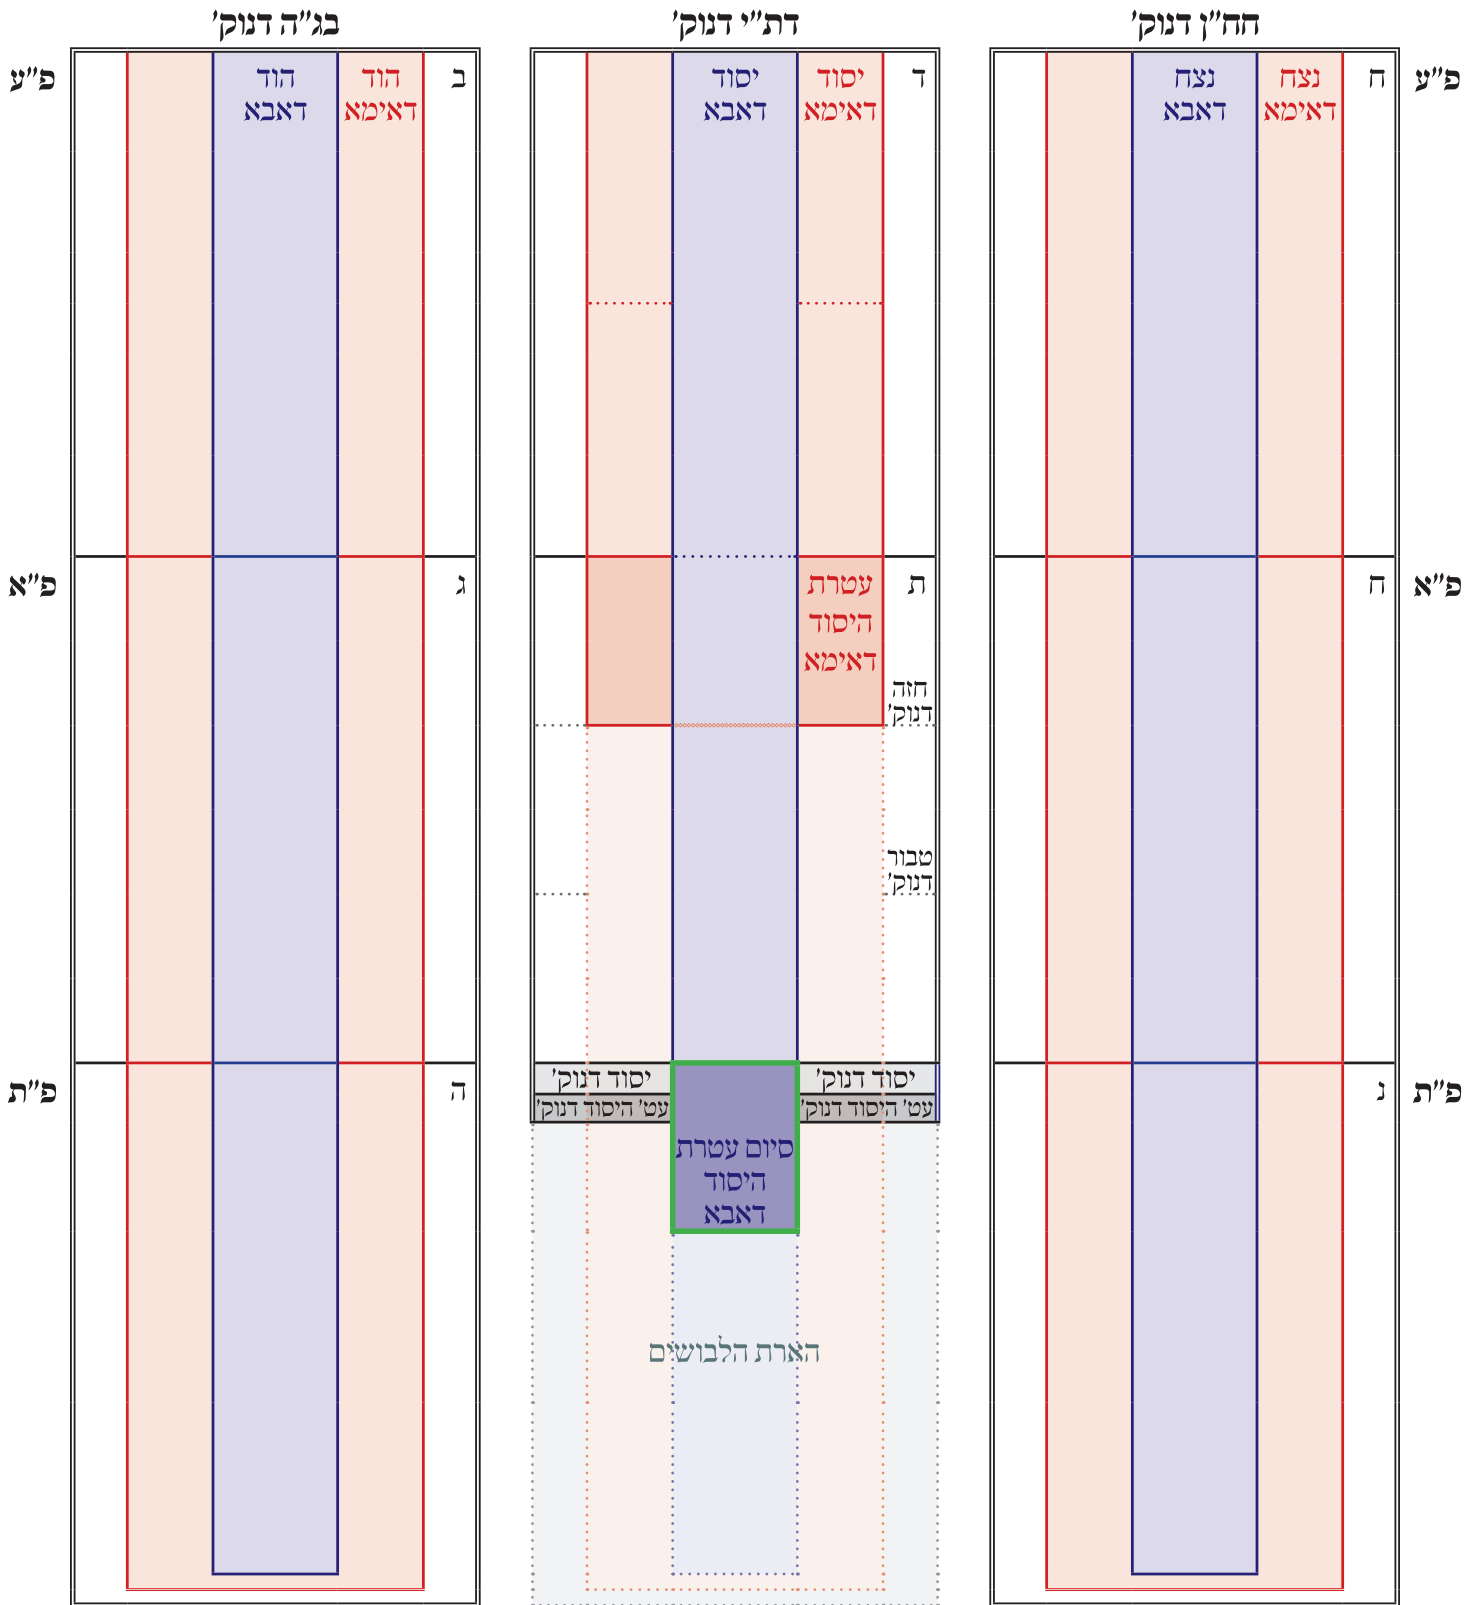 חח״ן דנוק׳
דת״י דנוק׳
בג״ה דנוק׳
פ״ע
ח
נצח
דאימא
נצח
דאבא
ד
יסוד
דאימא
יסוד
דאבא
ב
הוד
דאימא
הוד
דאבא
פ״ע
פ״א
ח
ת
עטרת
היסוד
דאימא
חזה
דנוק׳
טבור
דנוק׳
ג
פ״א
פ״ת
נ
יסוד דנוק׳
עט׳ היסוד דנוק׳
סיום עטרת
היסוד
דאבא
יסוד דנוק׳
עט׳ היסוד דנוק׳
הארת הלבושים
ה
פ״ת